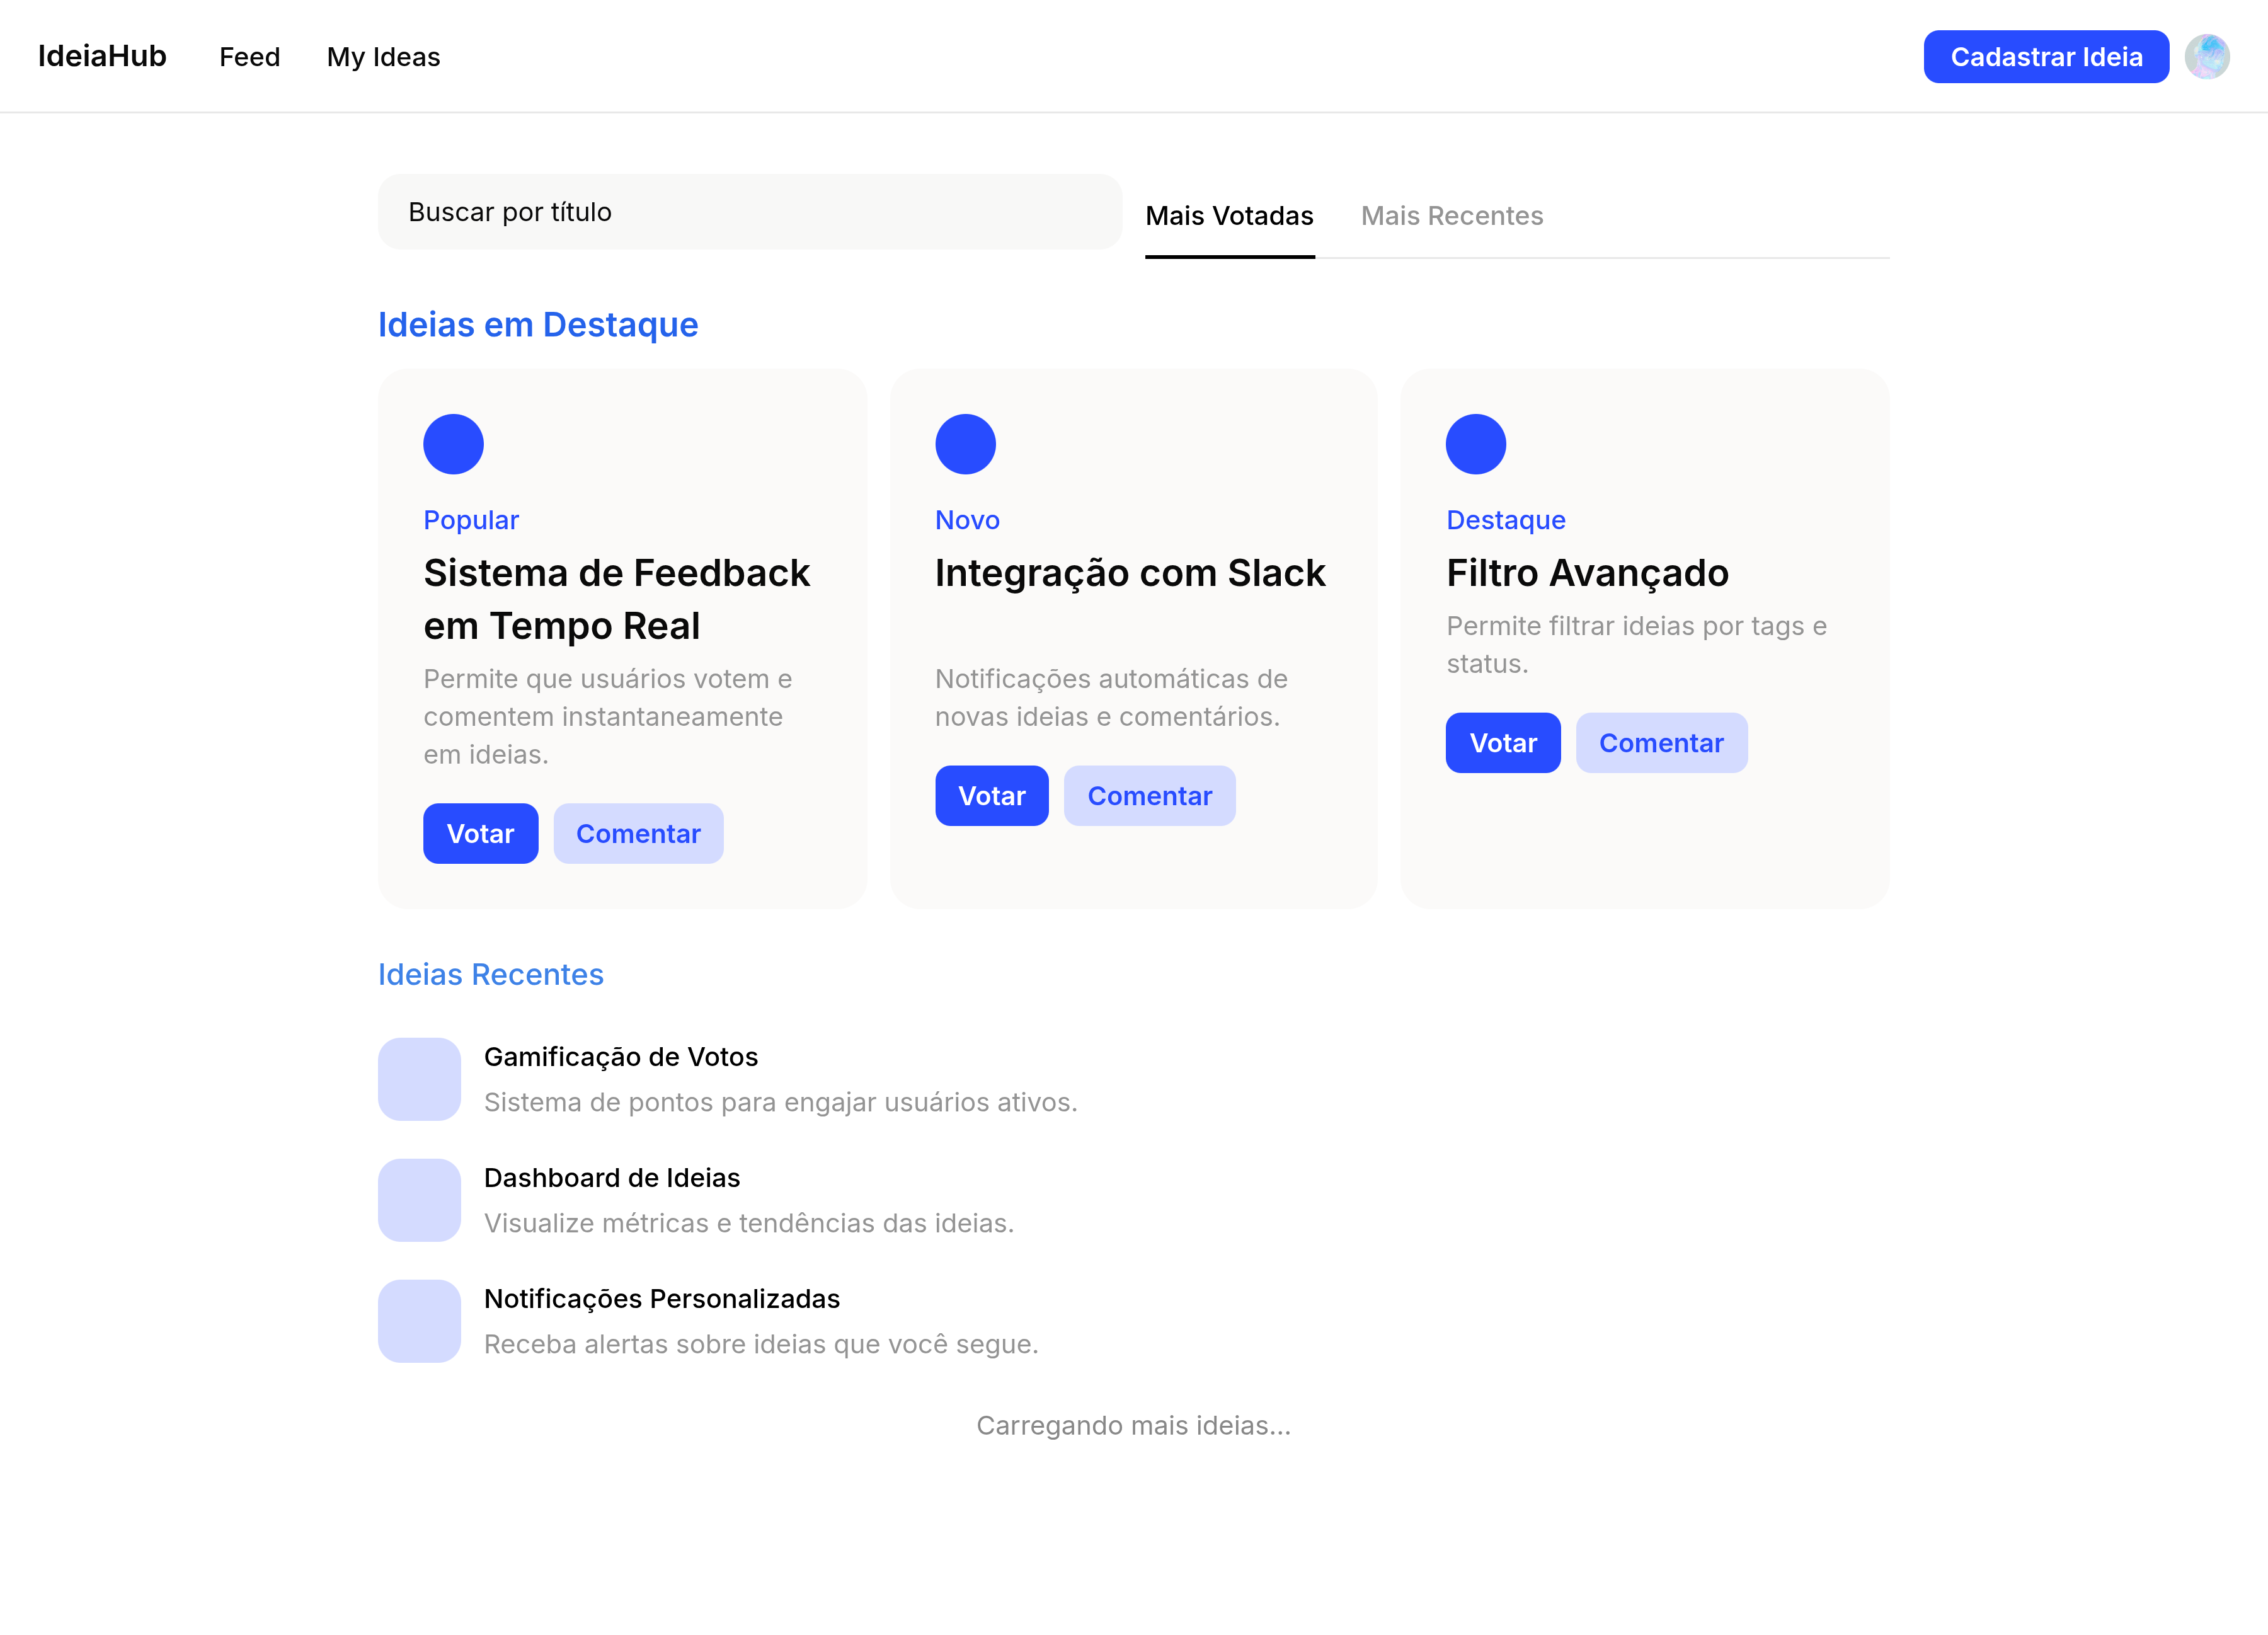 IdeiaHub
Feed
My Ideas
Cadastrar Ideia
Buscar por título
Mais Votadas
Mais Recentes
Ideias em Destaque
Popular
Sistema de Feedback
em Tempo Real
Permite que usuários votem e
comentem instantaneamente
em ideias.
Votar
Comentar
Novo
Integração com Slack
Notificações automáticas de
novas ideias e comentários.
Votar
Comentar
Destaque
Filtro Avançado
Permite filtrar ideias por tags e
status.
Votar
Comentar
Ideias Recentes
Gamificação de Votos
Sistema de pontos para engajar usuários ativos.
Dashboard de Ideias
Visualize métricas e tendências das ideias.
Notificações Personalizadas
Receba alertas sobre ideias que você segue.
Carregando mais ideias...